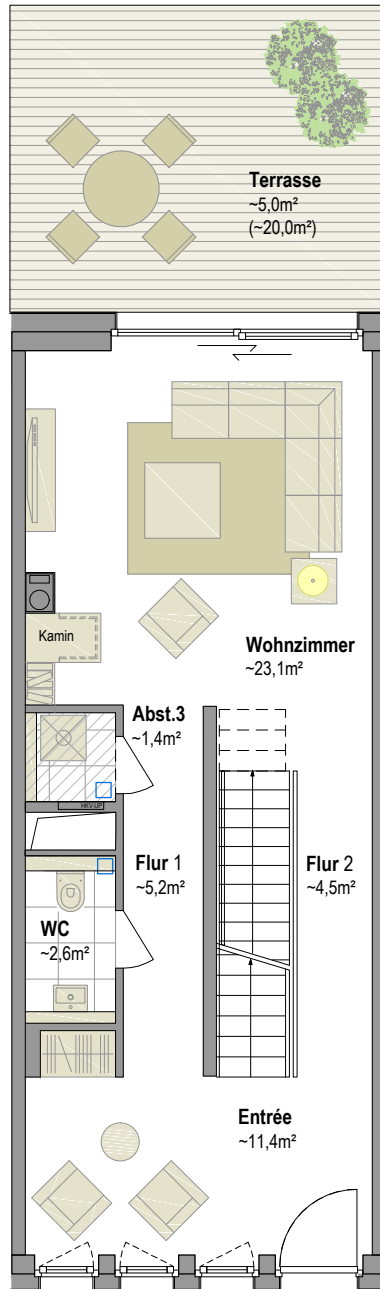 Terrasse
~5,0m²
(~20,0m²)
Kamin
Wohnzimmer
~23,1m²
Abst.3
~1,4m²
HKV-UP
Flur 1
~5,2m²
Flur 2
~4,5m²
WC
~2,6m²
Entrée
~11,4m²